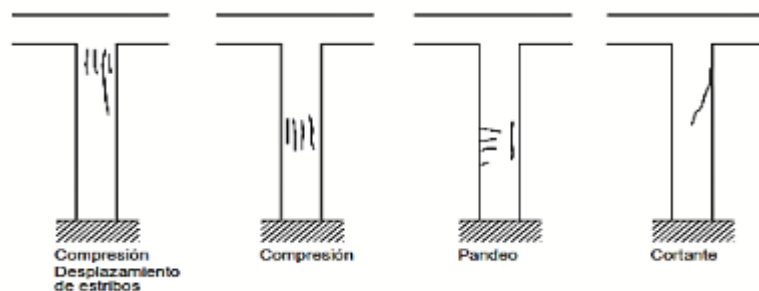 Compresión
Desplazamiento
de estribos
Compresión
Pandeo
Cortante